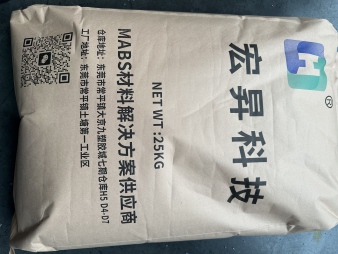 宏昇科技
®
NET WT :25KG
MABS材料解决方案供应商
仓库地址：东莞市常平镇大京九塑胶城七期仓库H5 D4-D7
工厂地址：东莞市常平镇土塘第一工业区